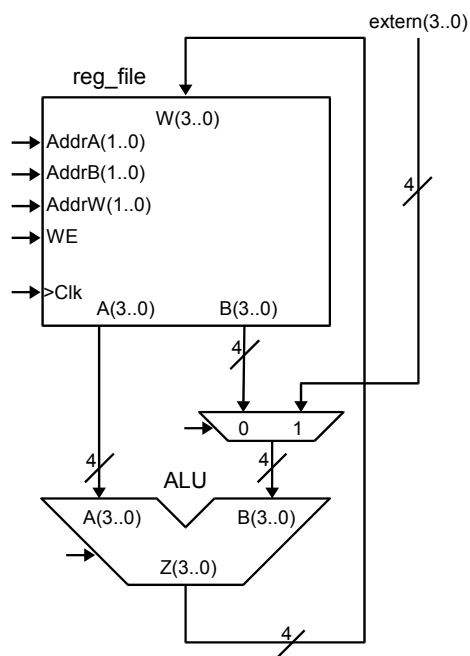 extern(3..0)
reg_file
W(3..0)
AddrA(1..0)
AddrB(1..0)
AddrW(1..0)
WE
>Clk
A(3..0) B(3..0)
4
4
0 1
4 4
ALU
A(3..0) B(3..0)
Z(3..0)
4